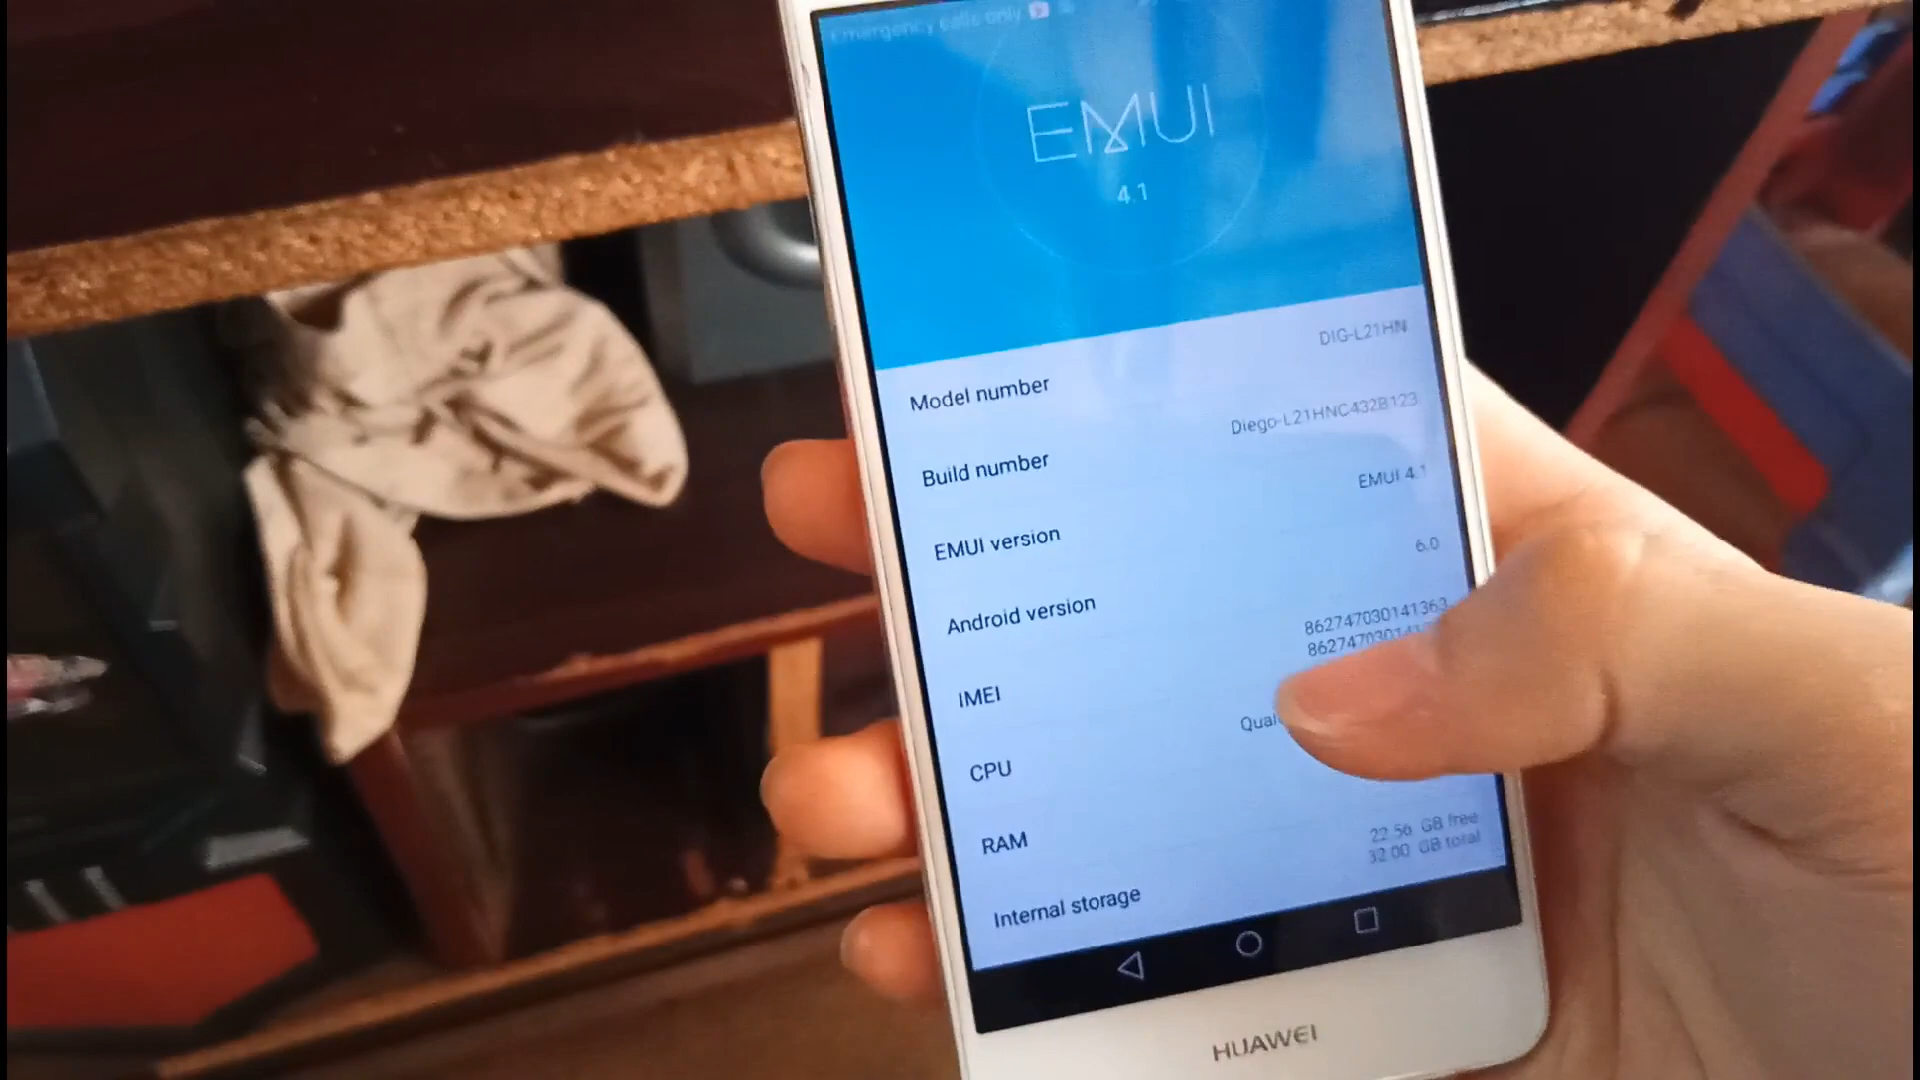 Emergency calls only
EMUI
4.1
Model number
DIG-L21HN
Build number
Diego-L21HNC432B123
EMUI version
EMUI 4.1
Android version
6.0
IMEI
862747030141363
CPU
RAM
Internal storage
22.56 GB free
32.00 GB total
HUAWEI